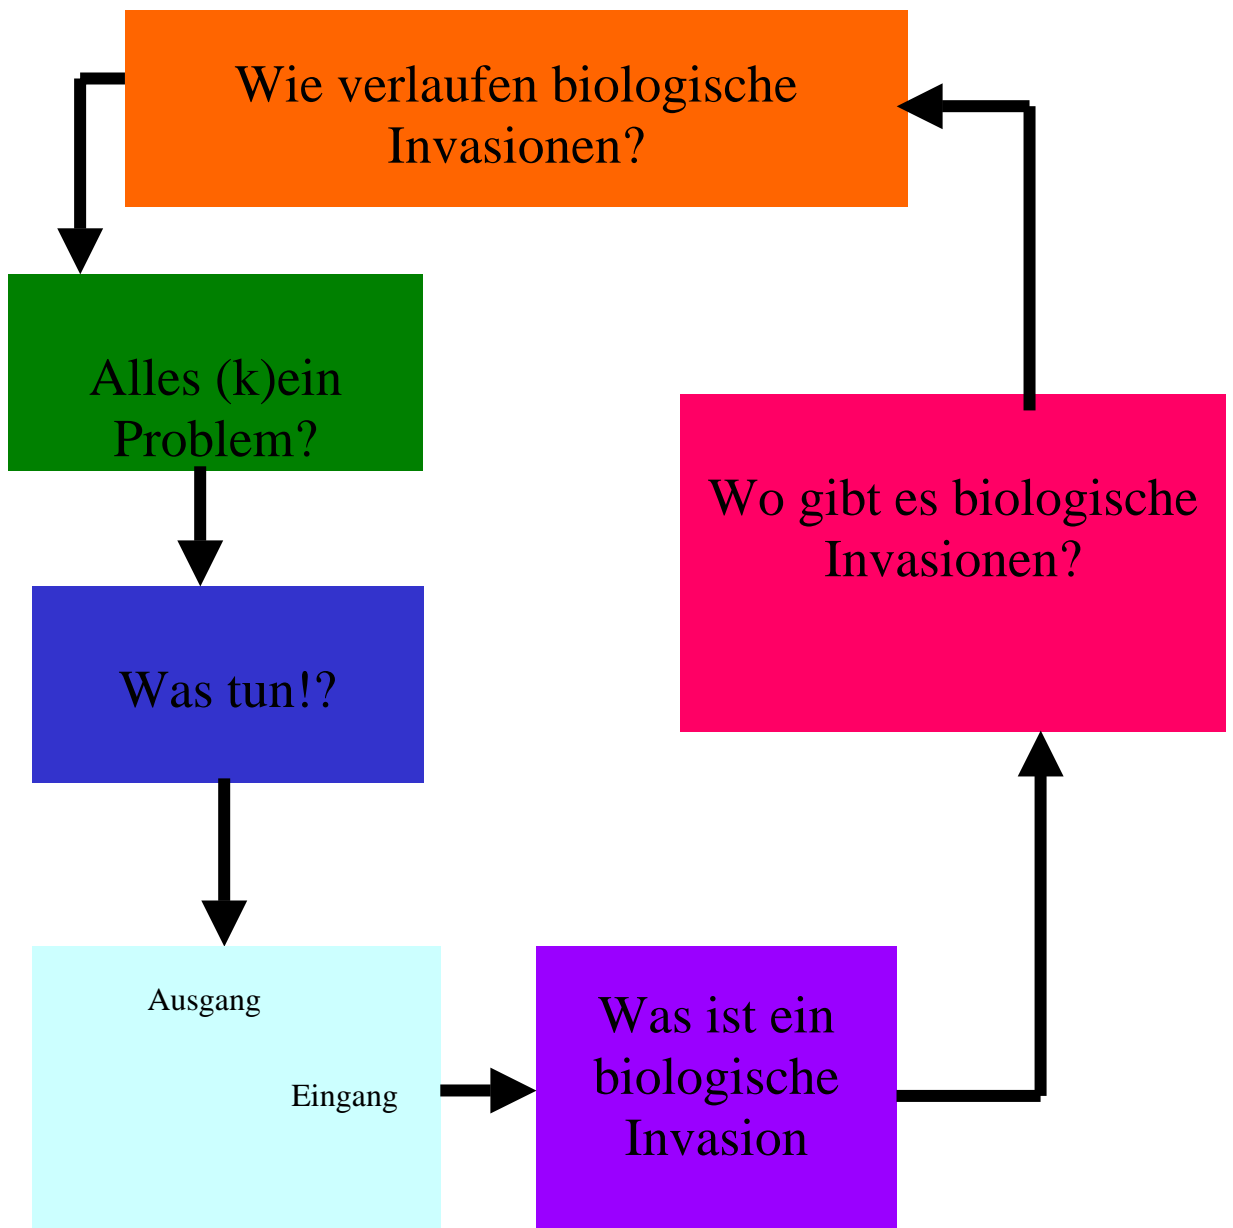 Wie verlaufen biologische
Invasionen?
Alles (k)ein
Problem?
Wo gibt es biologische
Invasionen?
Was tun!?
Ausgang
Eingang
Was ist ein
biologische
Invasion